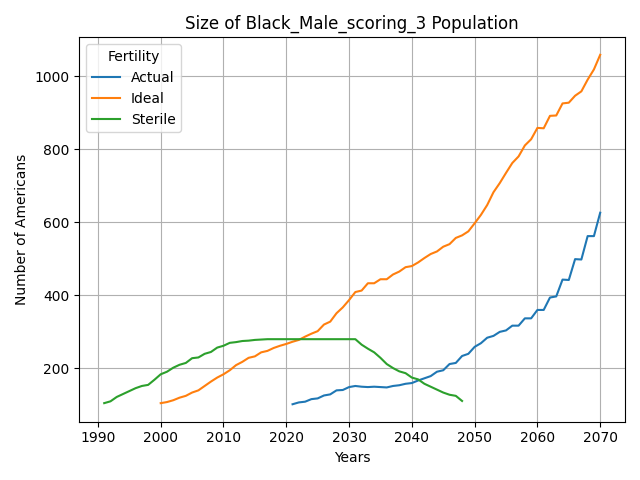 Size of Black_Male_scoring_3 Population
Fertility
Actual
Ideal
Sterile
Number of Americans
1000
800
600
400
200
1990 2000 2010 2020 2030 2040 2050 2060 2070
Years